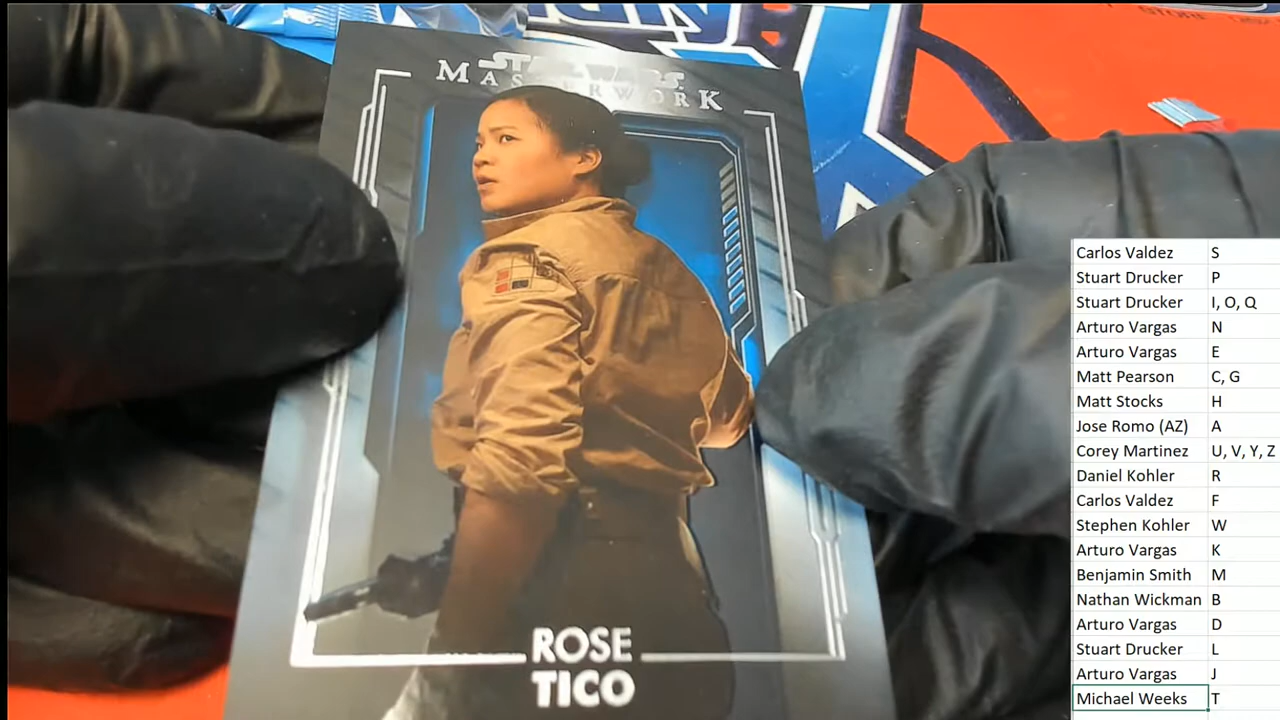 STAR WARS
MASTERWORK
ROSE
TICO
STORE
Carlos Valdez S
Stuart Drucker P
Stuart Drucker I, O, Q
Arturo Vargas N
Arturo Vargas E
Matt Pearson C, G
Matt Stocks H
Jose Romo (AZ) A
Corey Martinez U, V, Y, Z
Daniel Kohler R
Carlos Valdez F
Stephen Kohler W
Arturo Vargas K
Benjamin Smith M
Nathan Wickman B
Arturo Vargas D
Stuart Drucker L
Arturo Vargas J
Michael Weeks T